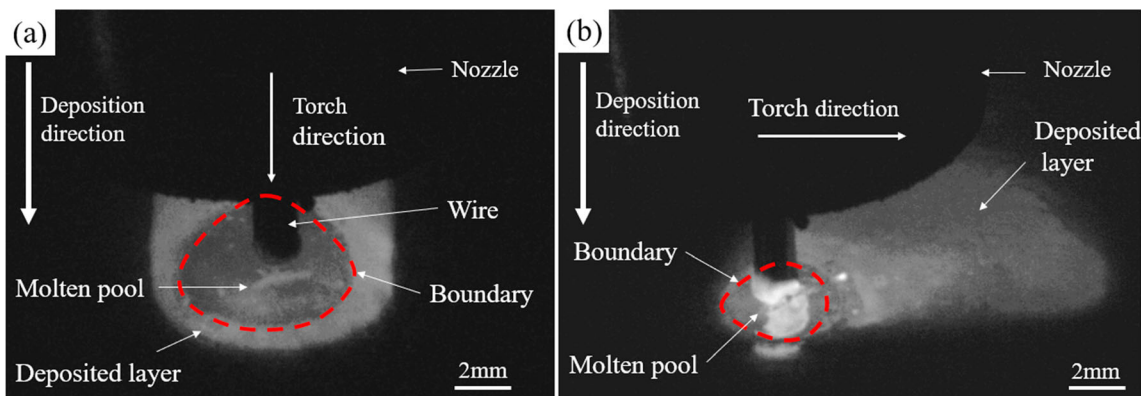 (a)
Nozzle
Deposition
direction
Torch
direction
Wire
Molten pool
Boundary
Deposited layer
2mm
(b)
Nozzle
Deposition
direction
Torch direction
Deposited
layer
Boundary
Molten pool
2mm